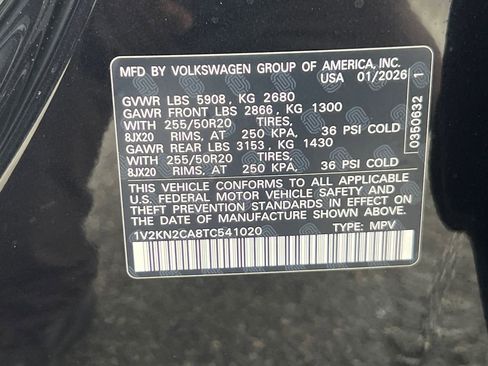 MFD. BY VOLKSWAGEN GROUP OF AMERICA, INC.
USA 01/2026
GVWR LBS 5908, KG 2680
GAWR FRONT LBS 2866, KG 1300
WITH 255/50R20 TIRES,
8JX20 RIMS, AT 250 KPA, 36 PSI COLD
GAWR REAR LBS 3153, KG 1430
WITH 255/50R20 TIRES,
8JX20 RIMS, AT 250 KPA, 36 PSI COLD
THIS VEHICLE CONFORMS TO ALL APPLICABLE
U.S. FEDERAL MOTOR VEHICLE SAFETY AND
THEFT PREVENTION STANDARDS IN EFFECT ON
THE DATE OF MANUFACTURE SHOWN ABOVE.
1V2KN2CA8TC541020 TYPE: MPV
0350632 1